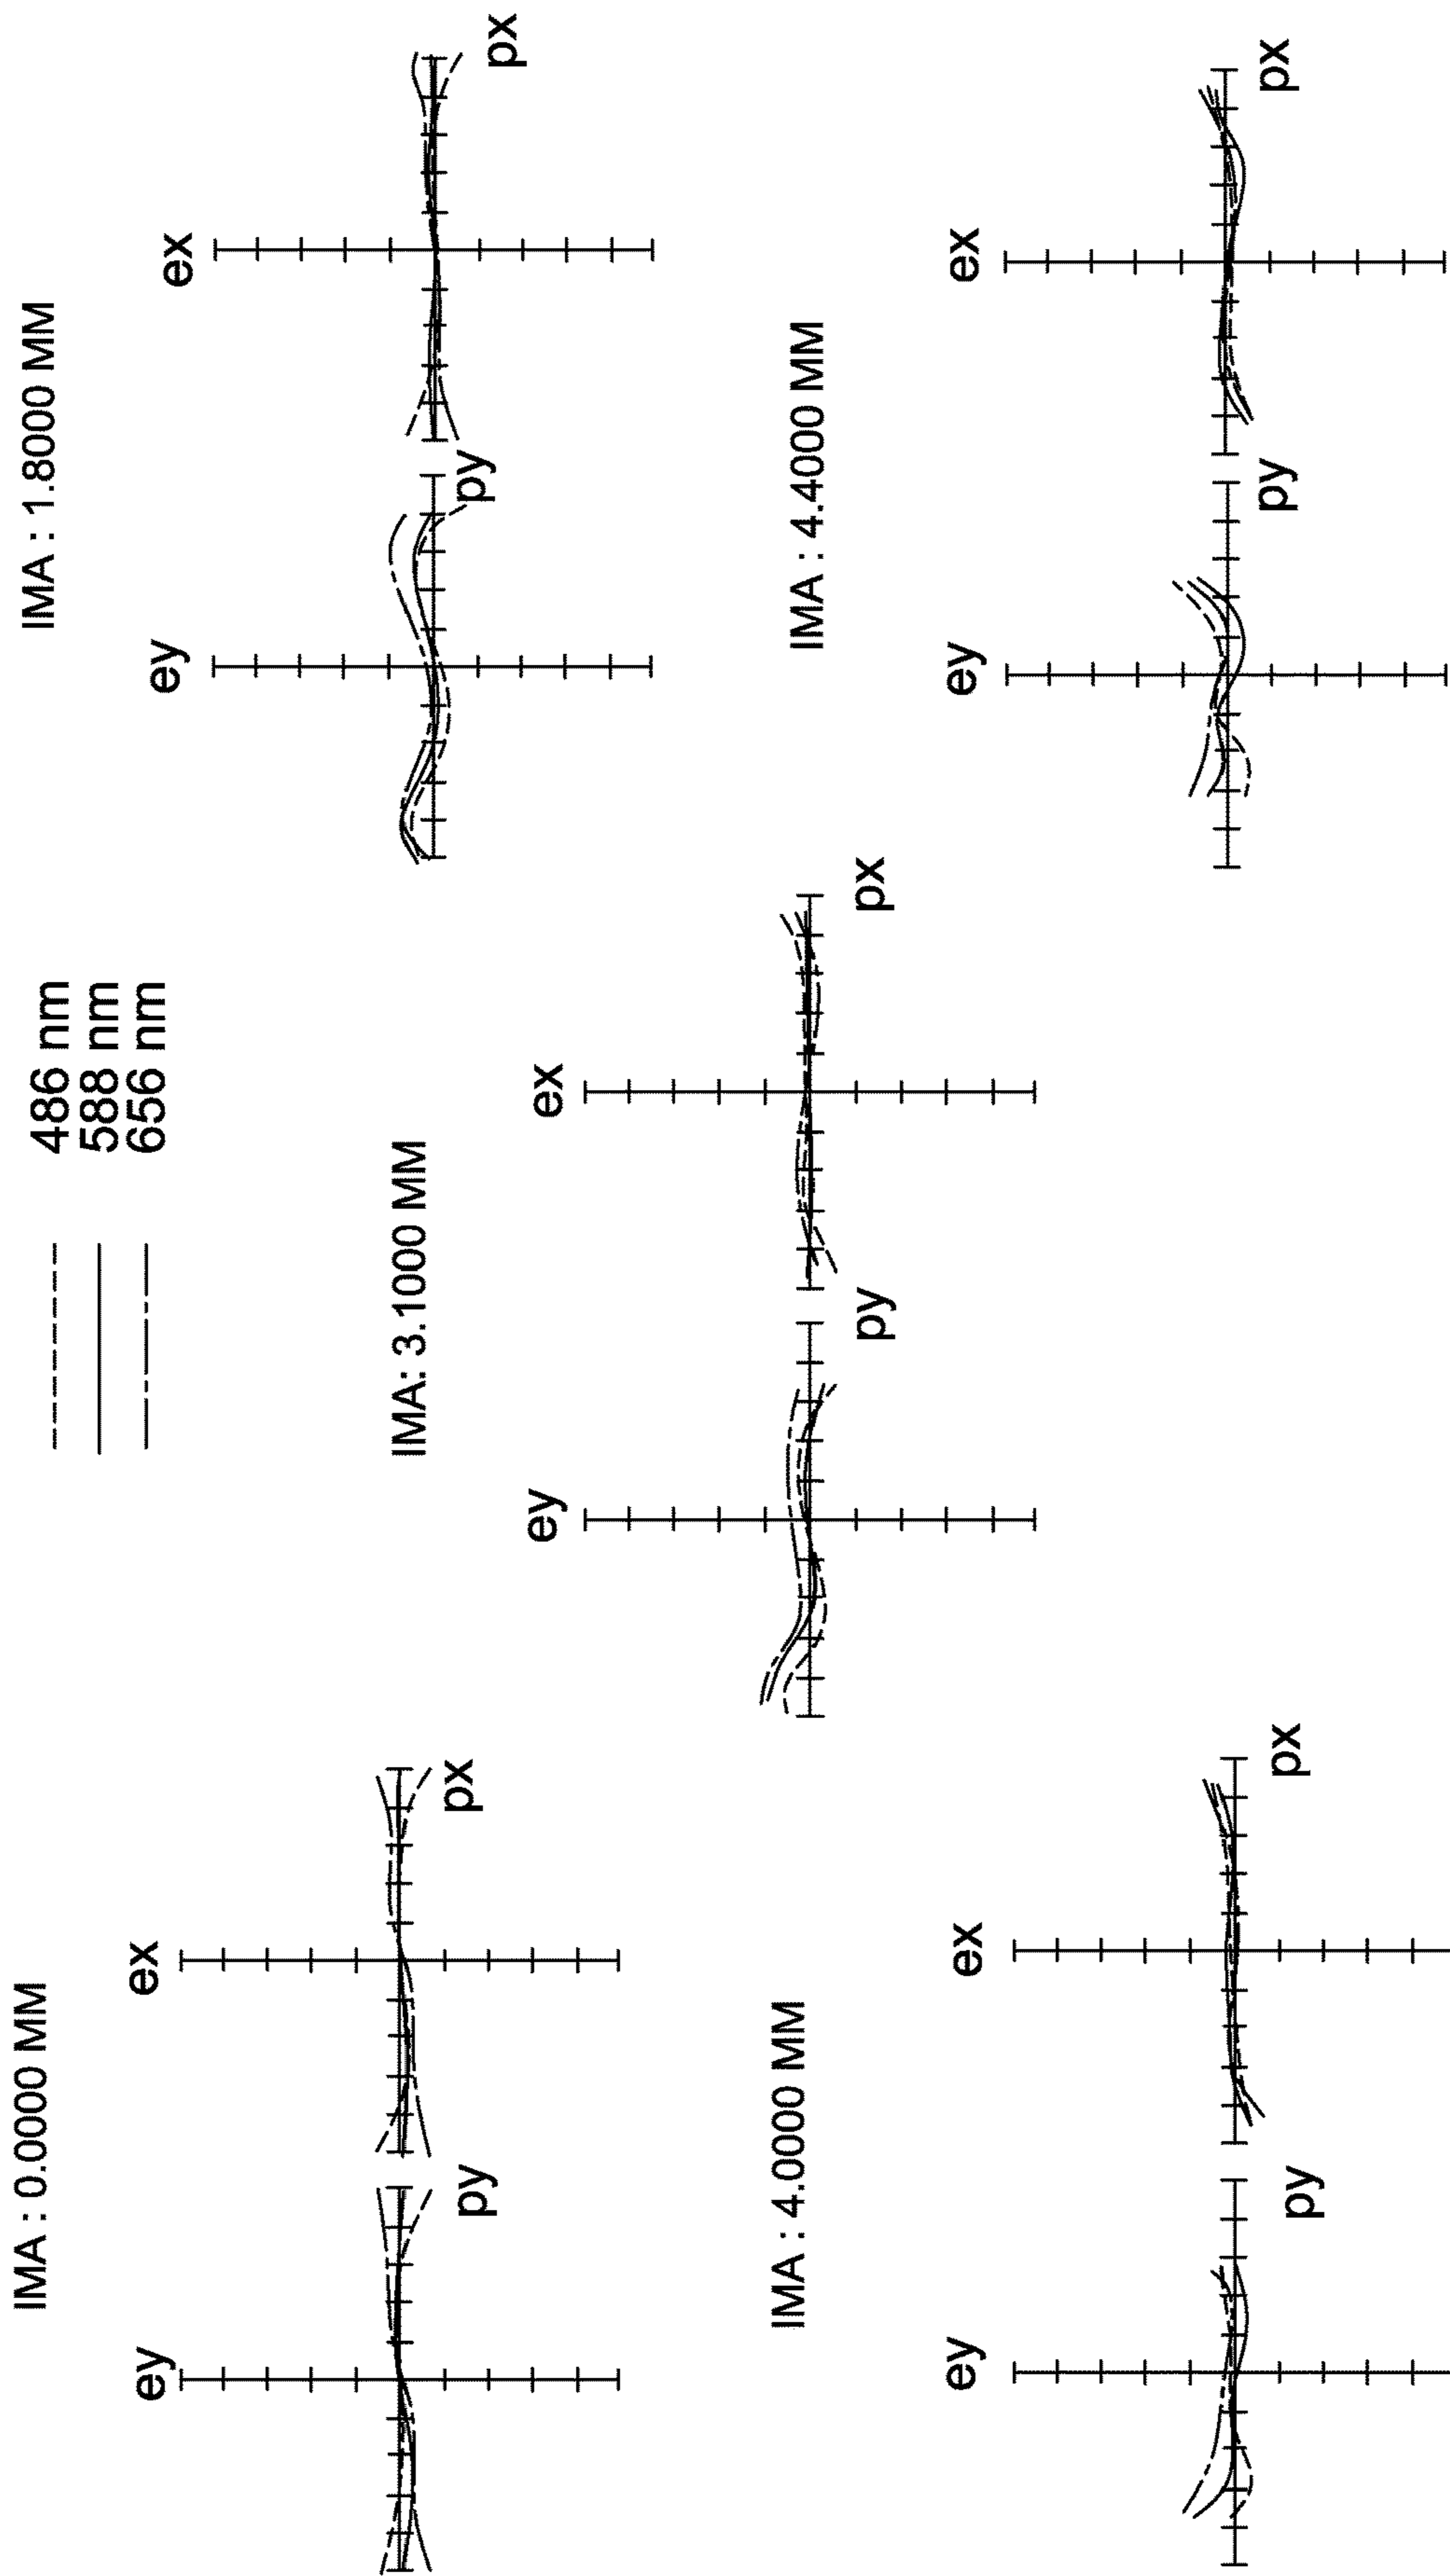 486 nm
588 nm
656 nm
IMA : 0.0000 MM
ey
py
ex
px
IMA : 1.8000 MM
ey
py
ex
px
IMA: 3.1000 MM
ey
py
ex
px
IMA : 4.0000 MM
ey
py
ex
px
IMA : 4.4000 MM
ey
py
ex
px